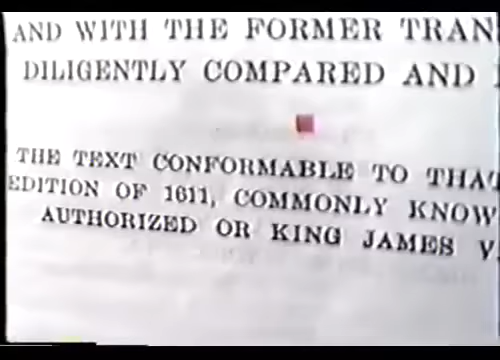 AND WITH THE FORMER TRAN
DILIGENTLY COMPARED AND
THE TEXT CONFORMABLE TO THAT
EDITION OF 1611, COMMONLY KNOW
AUTHORIZED OR KING JAMES V